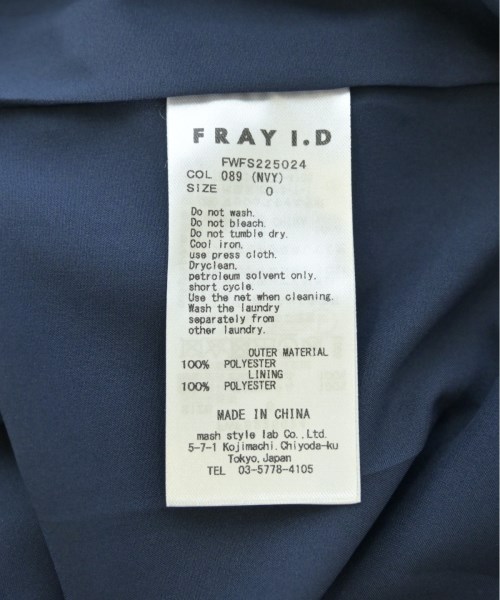 FRAY I.D
FWFS225024
COL 089 (NVY)
SIZE 0
Do not wash.
Do not bleach.
Do not tumble dry.
Cool iron,
use press cloth.
Dryclean,
petroleum solvent only,
short cycle.
Use the net when cleaning.
Wash the laundry
separately from
other laundry.
OUTER MATERIAL
100% POLYESTER
LINING
100% POLYESTER
MADE IN CHINA
mash style lab Co.,Ltd.
5-7-1 Kojimachi,Chiyoda-ku
Tokyo,Japan
TEL 03-5778-4105